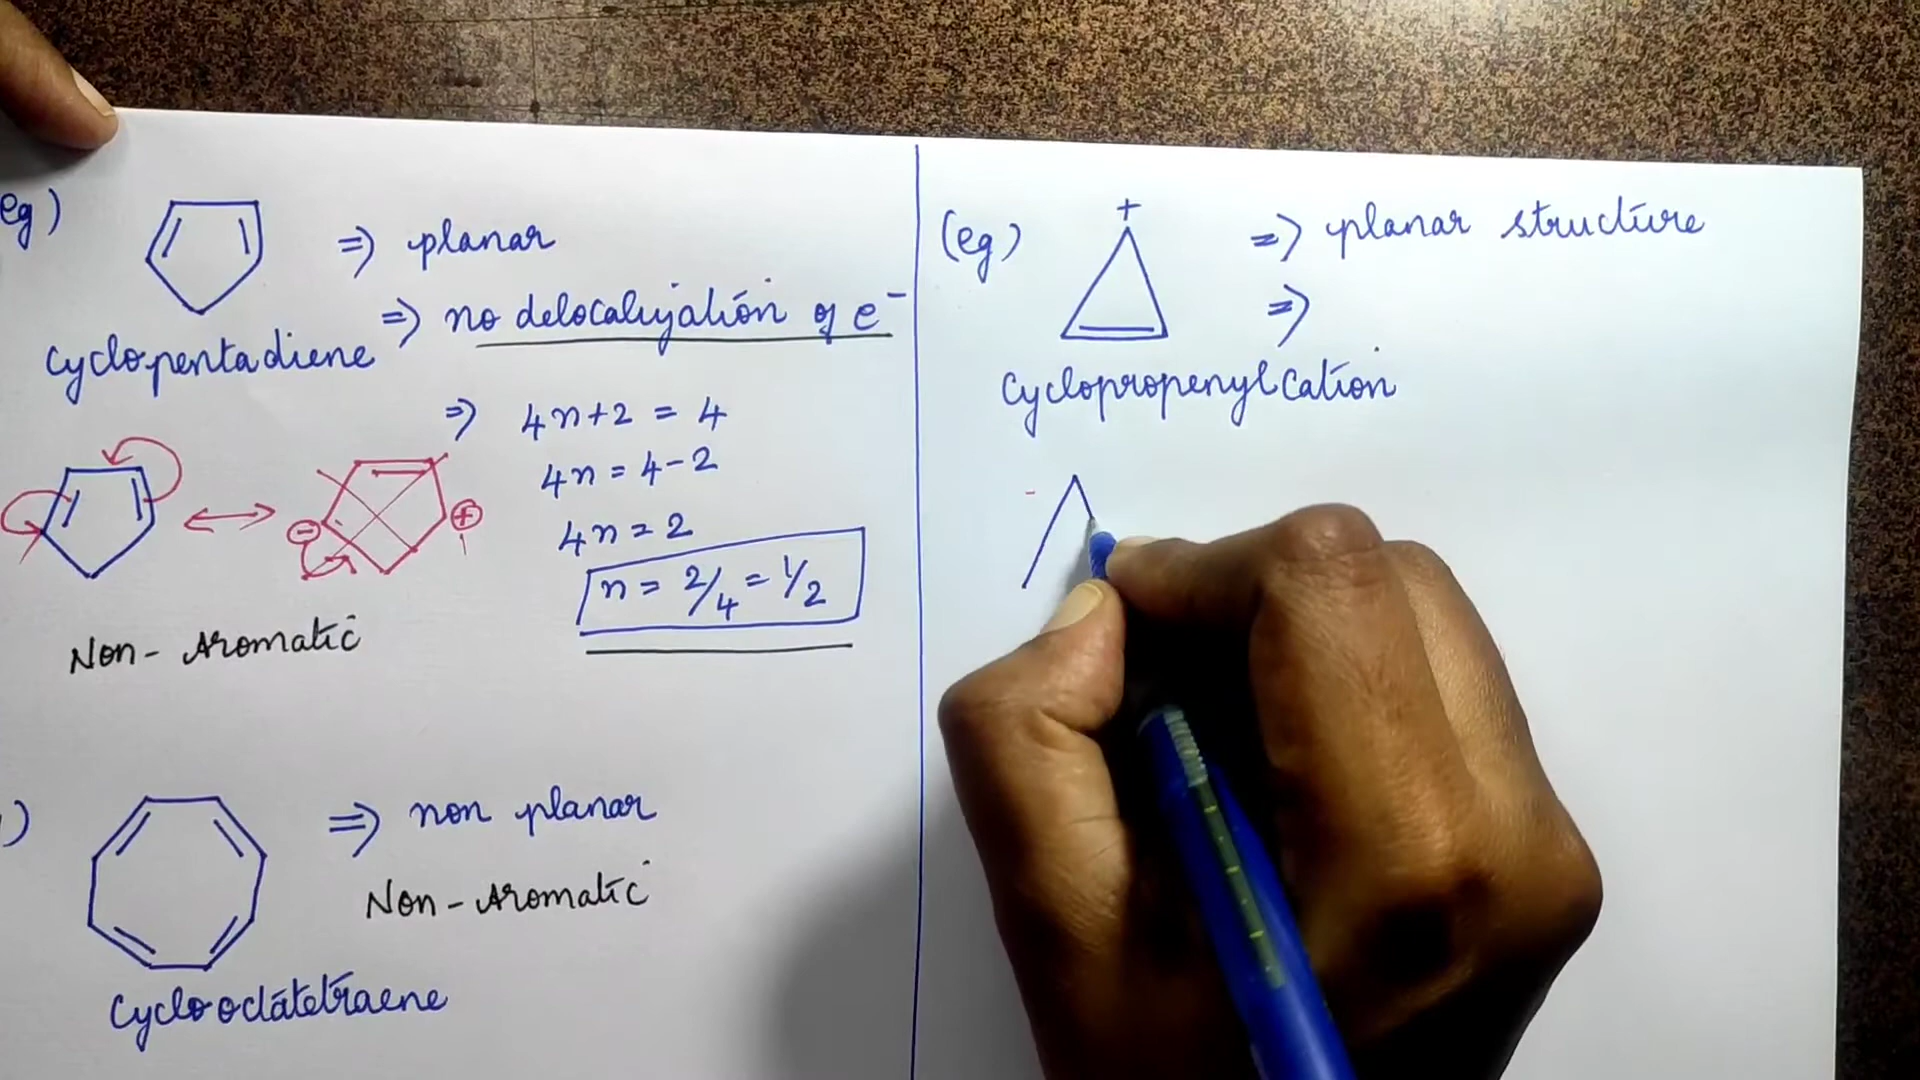 eg)
=> planar
=> no delocalization of e⁻
Cyclopentadiene
=> 4n+2 = 4
4n = 4-2
4n = 2
n = 2/4 = 1/2
Non-Aromatic
)
=> non planar
Non-Aromatic
Cyclooctatetraene
(eg)
+
=> planar structure
=>
Cyclopropenyl Cation